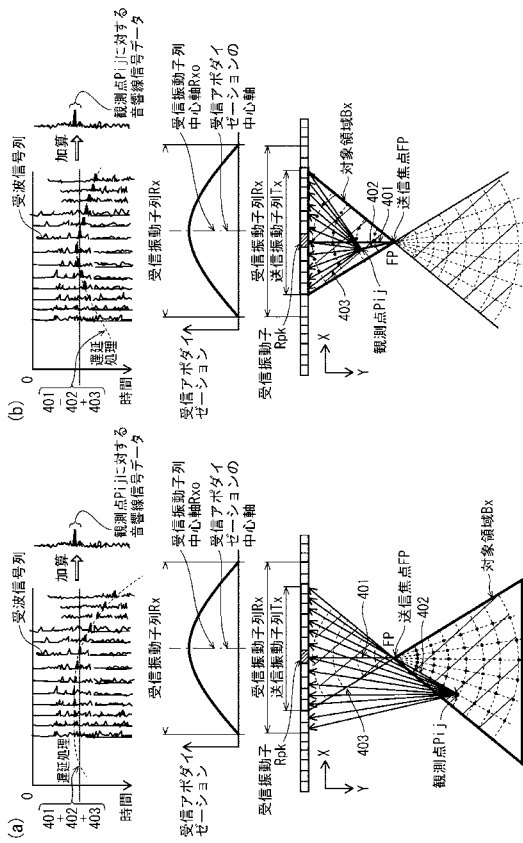 (a)
0
401
+
402
+
403
時間
遅延処理
受波信号列
加算
観測点Pijに対する
音響線信号データ
受信アポダイ
ゼーション
受信振動子列Rx
受信振動子列
中心軸Rxo
受信アポダイ
ゼーションの
中心軸
受信振動子
Rpk
受信振動子列Rx
送信振動子列Tx
401
FP
送信焦点FP
402
403
X
Y
観測点Pij
対象領域Bx
(b)
0
401
−
402
+
403
時間
遅延
処理
受波信号列
加算
観測点Pijに対する
音響線信号データ
受信アポダイ
ゼーション
受信振動子列Rx
受信振動子列
中心軸Rxo
受信アポダイ
ゼーションの
中心軸
受信振動子
Rpk
受信振動子列Rx
送信振動子列Tx
対象領域Bx
402
401
送信焦点FP
FP
403
観測点Pij
X
Y